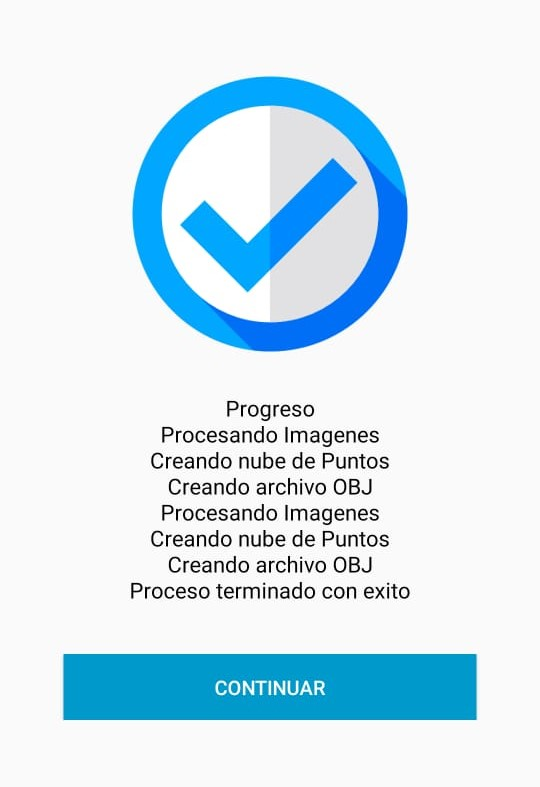 Progreso
Procesando Imagenes
Creando nube de Puntos
Creando archivo OBJ
Procesando Imagenes
Creando nube de Puntos
Creando archivo OBJ
Proceso terminado con exito
CONTINUAR